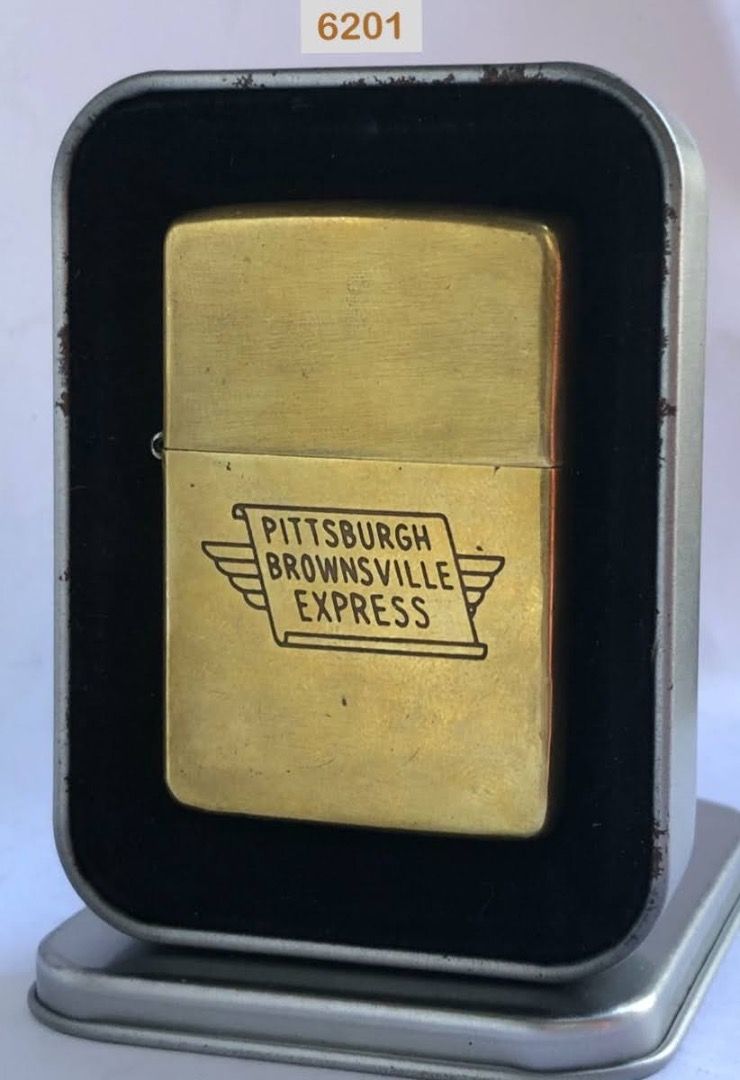 6201
PITTSBURGH
BROWNSVILLE
EXPRESS